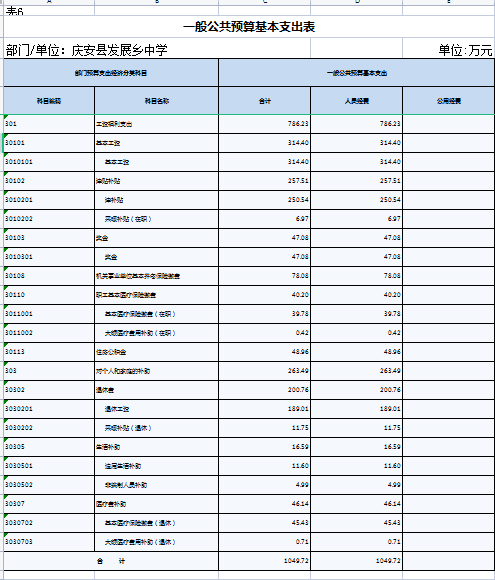 A B C D E
表6
一般公共预算基本支出表
部门/单位：庆安县发展乡中学 单位:万元
部门预算支出经济分类科目 一般公共预算基本支出
科目编码 科目名称 合计 人员经费 公用经费
301 工资福利支出 786.23 786.23
30101 基本工资 314.40 314.40
3010101 基本工资 314.40 314.40
30102 津贴补贴 257.51 257.51
3010201 津补贴 250.54 250.54
3010202 采暖补贴（在职） 6.97 6.97
30103 奖金 47.08 47.08
3010301 奖金 47.08 47.08
30108 机关事业单位基本养老保险缴费 78.08 78.08
30110 职工基本医疗保险缴费 40.20 40.20
3011001 基本医疗保险缴费（在职） 39.78 39.78
3011002 大额医疗费用补助（在职） 0.42 0.42
30113 住房公积金 48.96 48.96
303 对个人和家庭的补助 263.49 263.49
30302 退休费 200.76 200.76
3030201 退休工资 189.01 189.01
3030202 采暖补贴（退休） 11.75 11.75
30305 生活补助 16.59 16.59
3030501 遗属生活补助 11.60 11.60
3030502 非统制人员补助 4.99 4.99
30307 医疗费补助 46.14 46.14
3030702 基本医疗保险缴费（退休） 45.43 45.43
3030703 大额医疗费用补助（退休） 0.71 0.71
合 计 1049.72 1049.72